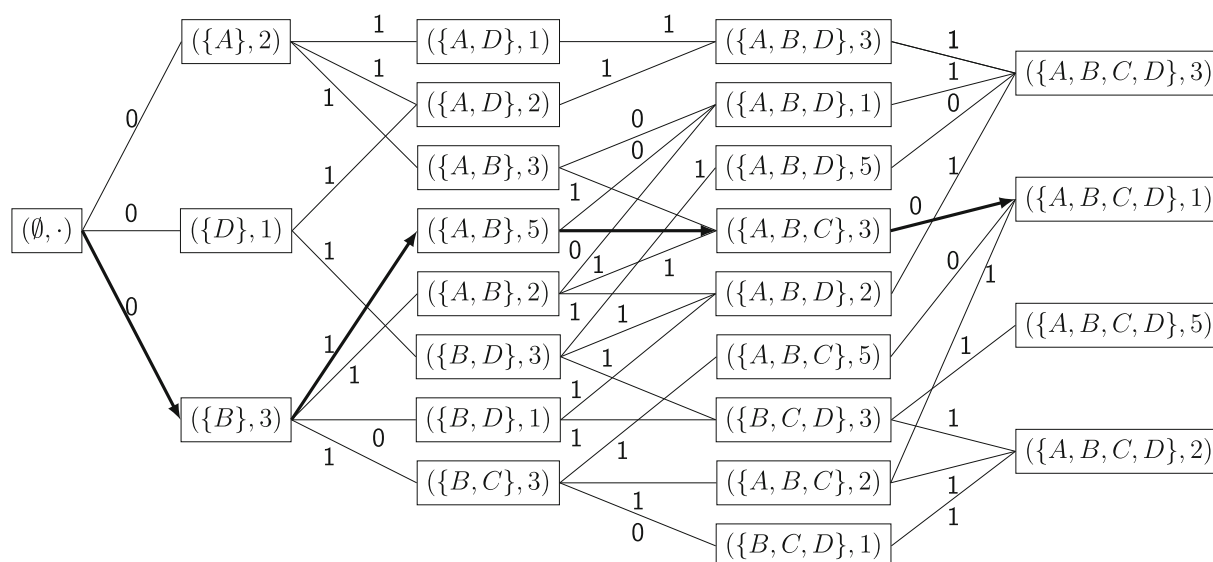 (∅, ·)
({A}, 2)
({D}, 1)
({B}, 3)
({A, D}, 1)
({A, D}, 2)
({A, B}, 3)
({A, B}, 5)
({A, B}, 2)
({B, D}, 3)
({B, D}, 1)
({B, C}, 3)
({A, B, D}, 3)
({A, B, D}, 1)
({A, B, D}, 5)
({A, B, C}, 3)
({A, B, D}, 2)
({A, B, C}, 5)
({B, C, D}, 3)
({A, B, C}, 2)
({B, C, D}, 1)
({A, B, C, D}, 3)
({A, B, C, D}, 1)
({A, B, C, D}, 5)
({A, B, C, D}, 2)
0
0
0
1
1
1
1
1
1
1
0
1
1
1
0
0
1
1
0
1
1
1
1
1
1
1
1
1
0
1
1
0
1
0
0
1
1
1
1
1